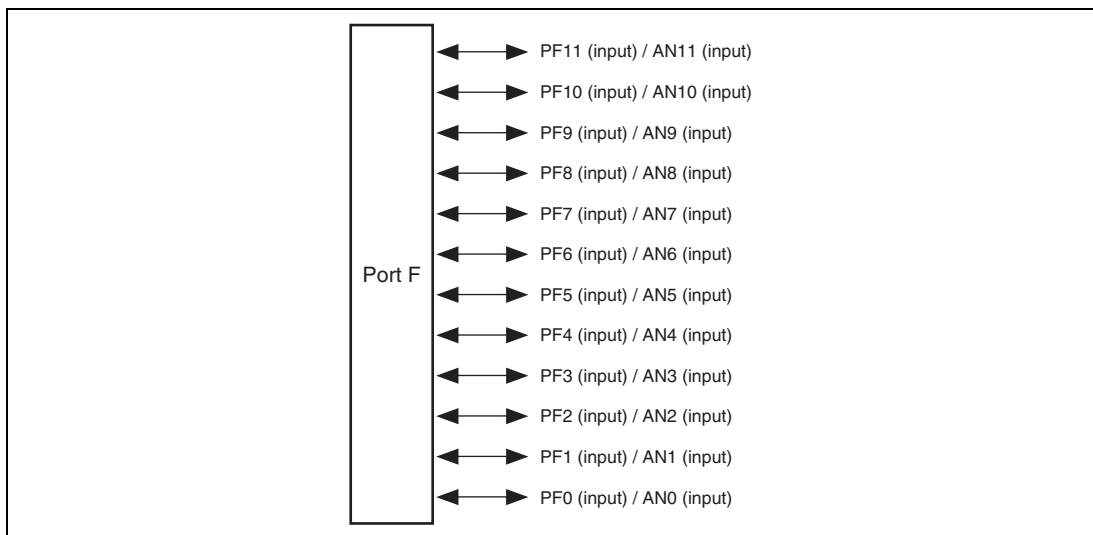 Port F
PF11 (input) / AN11 (input)
PF10 (input) / AN10 (input)
PF9 (input) / AN9 (input)
PF8 (input) / AN8 (input)
PF7 (input) / AN7 (input)
PF6 (input) / AN6 (input)
PF5 (input) / AN5 (input)
PF4 (input) / AN4 (input)
PF3 (input) / AN3 (input)
PF2 (input) / AN2 (input)
PF1 (input) / AN1 (input)
PF0 (input) / AN0 (input)